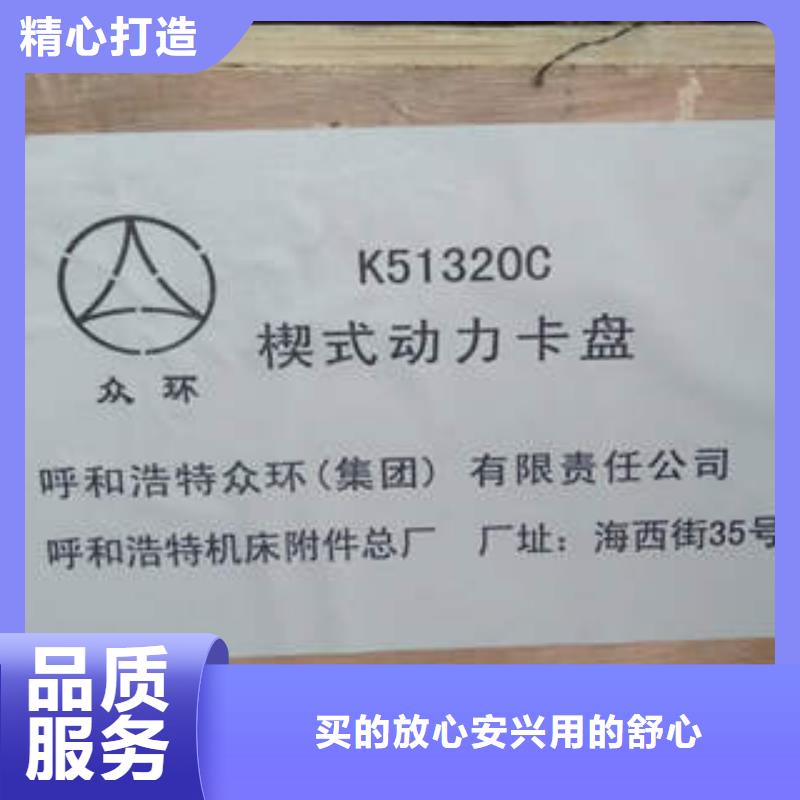 精心打造
K51320C
楔式动力卡盘
众环
呼和浩特众环(集团) 有限责任公司
呼和浩特机床附件总厂 厂址：海西街35号
品质
服务
买的放心安兴用的舒心